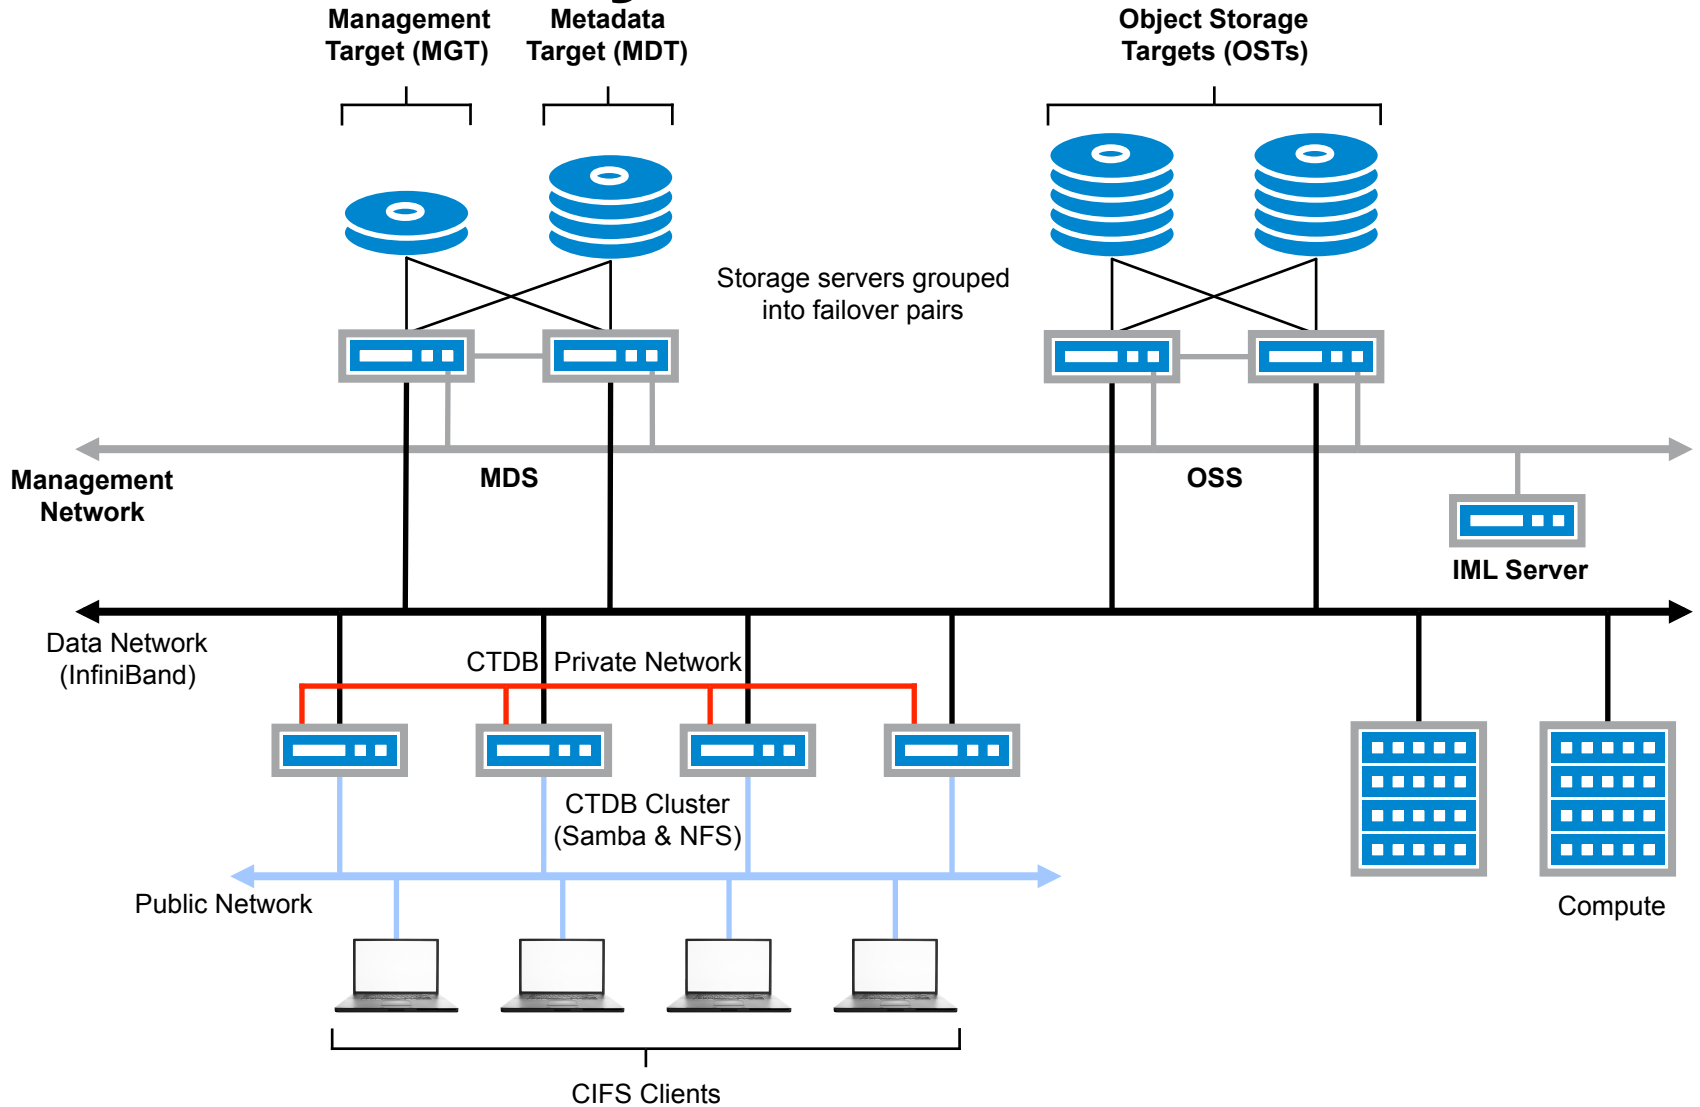 Management
Target (MGT)
Metadata
Target (MDT)
Object Storage
Targets (OSTs)
Storage servers grouped
into failover pairs
Management
Network
MDS
OSS
IML Server
Data Network
(InfiniBand)
CTDB Private Network
CTDB Cluster
(Samba & NFS)
Public Network
Compute
CIFS Clients